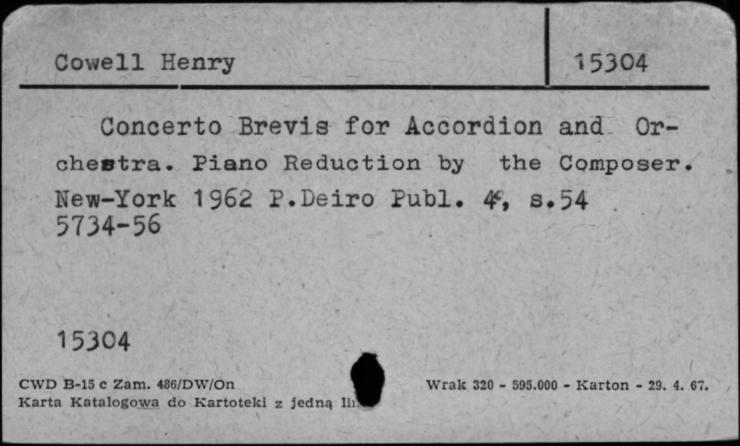 Cowell Henry 15304
Concerto Brevis for Accordion and Or-
chestra. Piano Reduction by the Composer.
New-York 1962 P.Deiro Publ. 4°, s.54
5734-56
15304
CWD B-15 c Zam. 486/DW/On Wrak 320 - 595.000 - Karton - 29. 4. 67.
Karta Katalogowa do Kartoteki z jedną